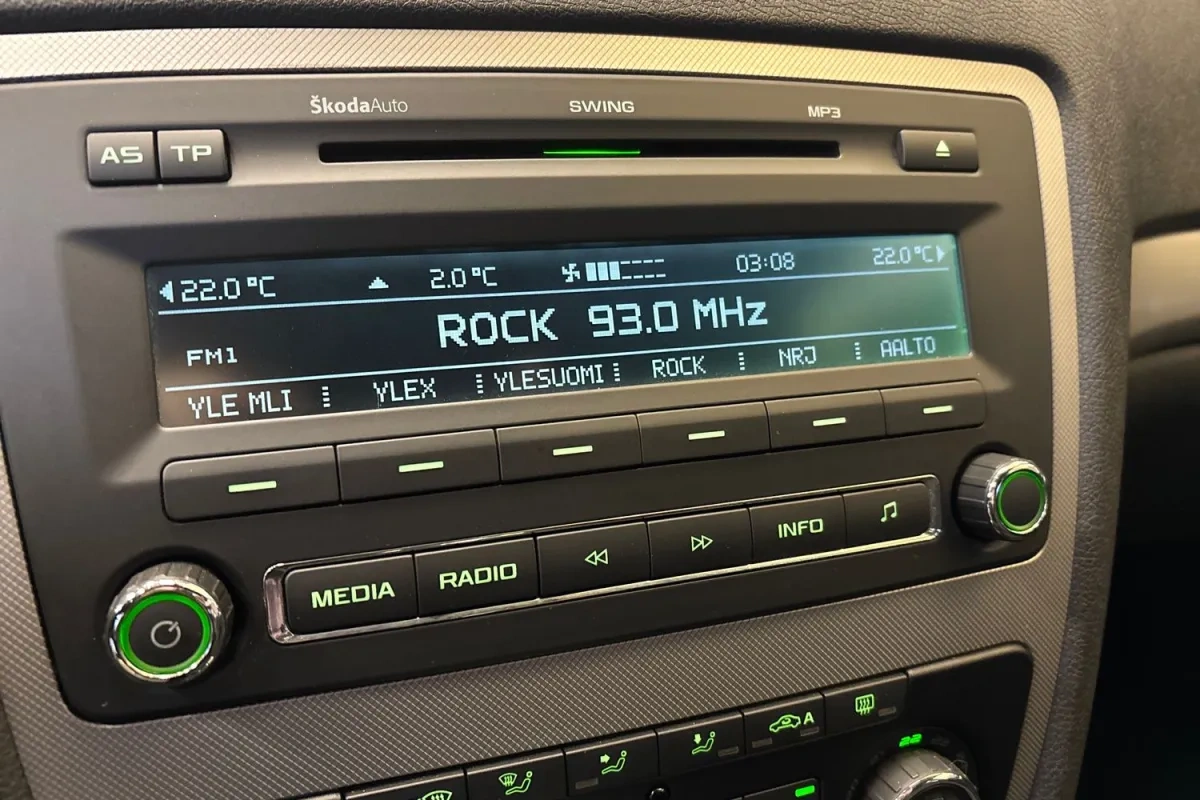 ŠkodaAuto SWING MP3
AS TP
22.0°C 2.0°C 03:08 22.0°C
FM1 ROCK 93.0 MHz
YLE MLI YLEX YLESUOMI ROCK NRJ AALTO
MEDIA RADIO INFO
A
22